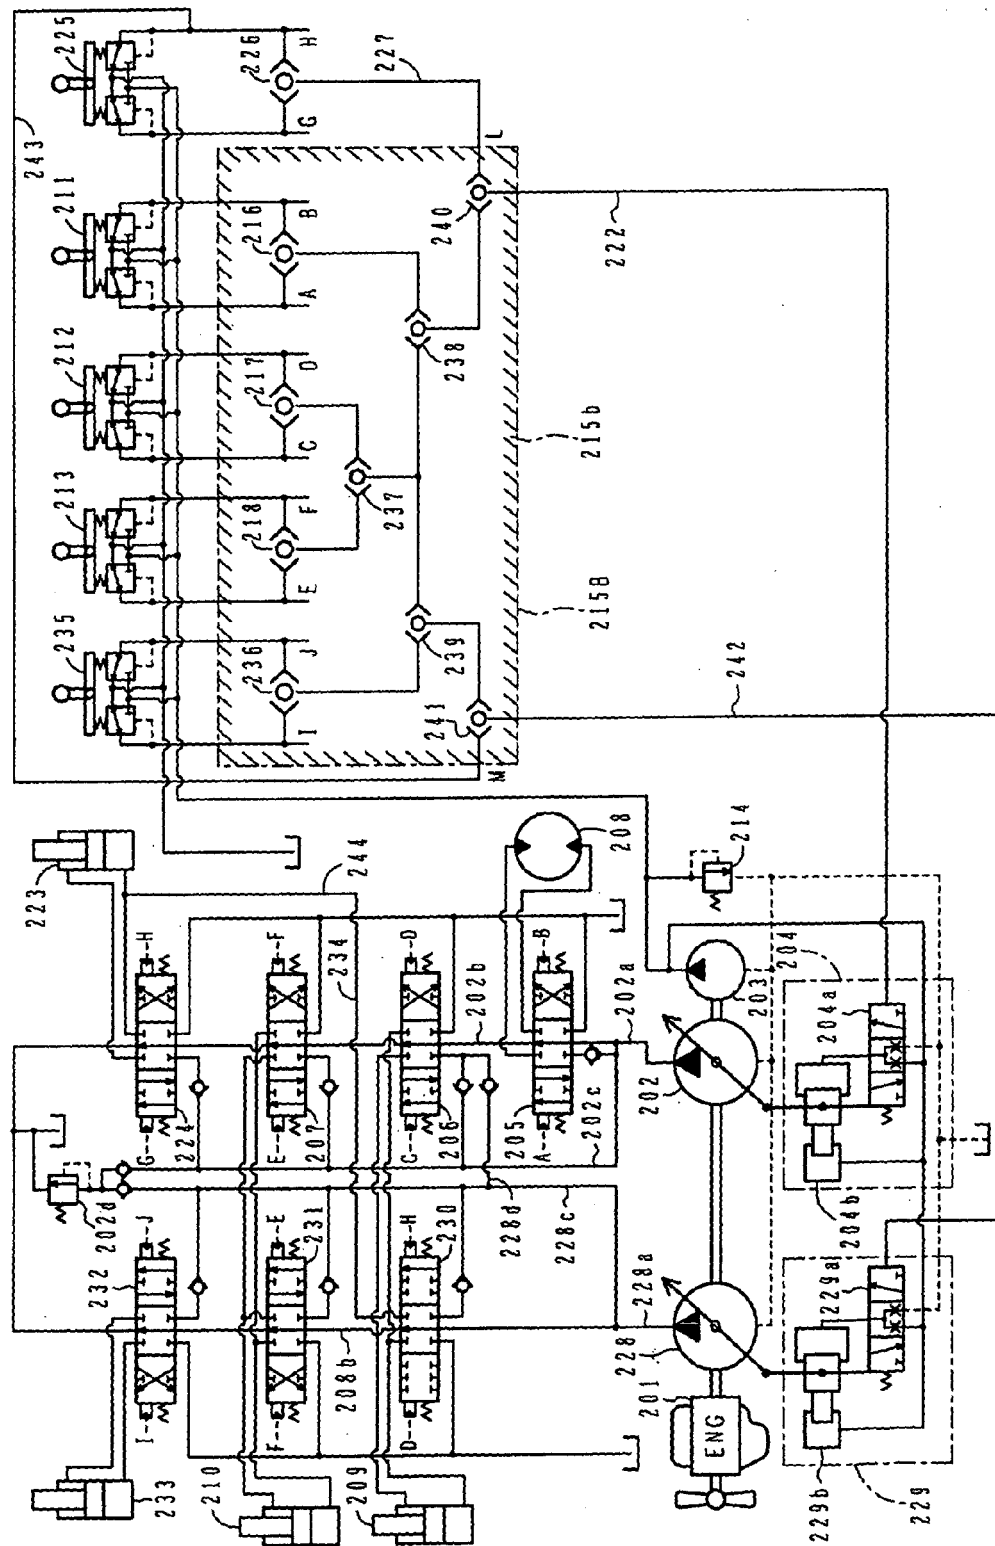 243
225
H
226
G
227
211
B
216
A
L
240
222
212
D
217
C
238
215b
213
F
218
E
237
215B
235
J
236
I
239
241
M
242
223
244
208
214
H
F
234
D
B
202b
202a
203
204
204a
G
224
E
207
C
206
205
A
202c
202
204b
202d
228d
228c
J
232
E
231
H
230
228a
229a
I
F
208b
D
228
201
ENG
233
210
209
229b
229